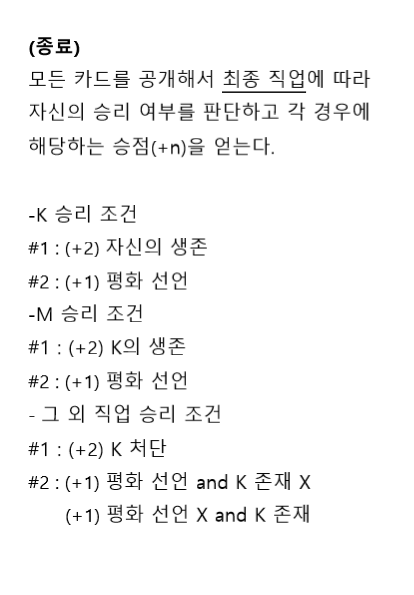 (종료)
모든 카드를 공개해서 최종 직업에 따라
자신의 승리 여부를 판단하고 각 경우에
해당하는 승점(+n)을 얻는다.
-K 승리 조건
#1 : (+2) 자신의 생존
#2 : (+1) 평화 선언
-M 승리 조건
#1 : (+2) K의 생존
#2 : (+1) 평화 선언
- 그 외 직업 승리 조건
#1 : (+2) K 처단
#2 : (+1) 평화 선언 and K 존재 X
(+1) 평화 선언 X and K 존재